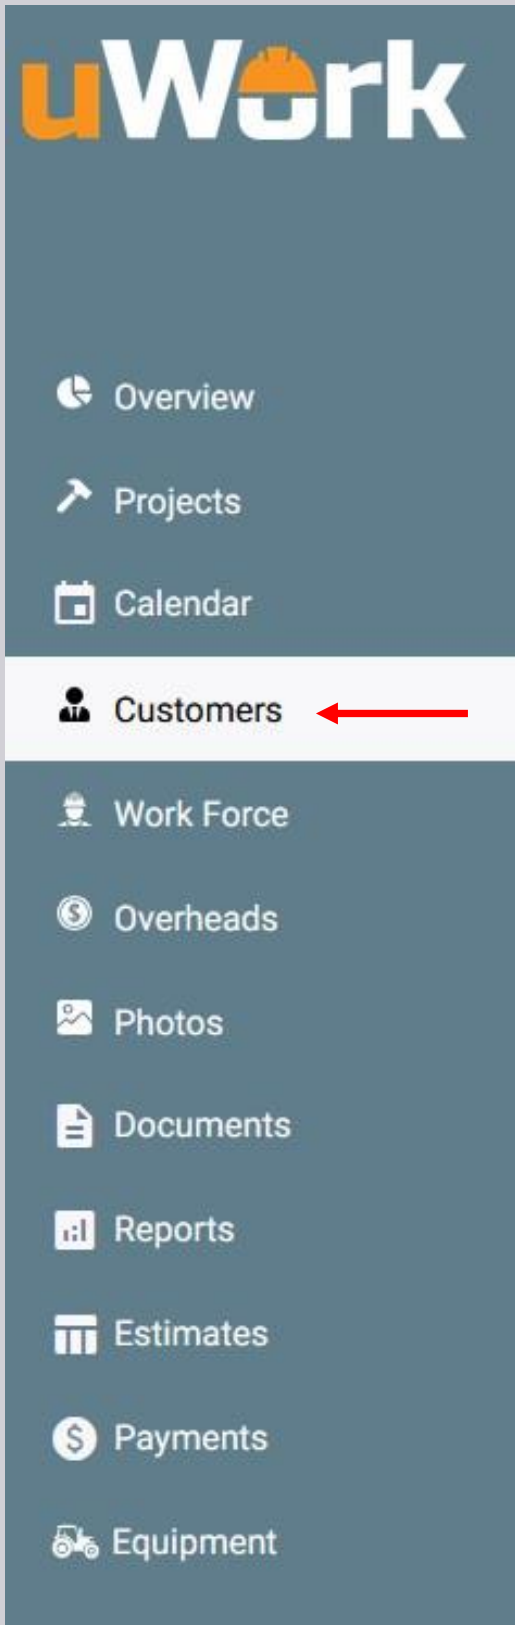 uWork
Overview
Projects
Calendar
Customers
Work Force
Overheads
Photos
Documents
Reports
Estimates
Payments
Equipment